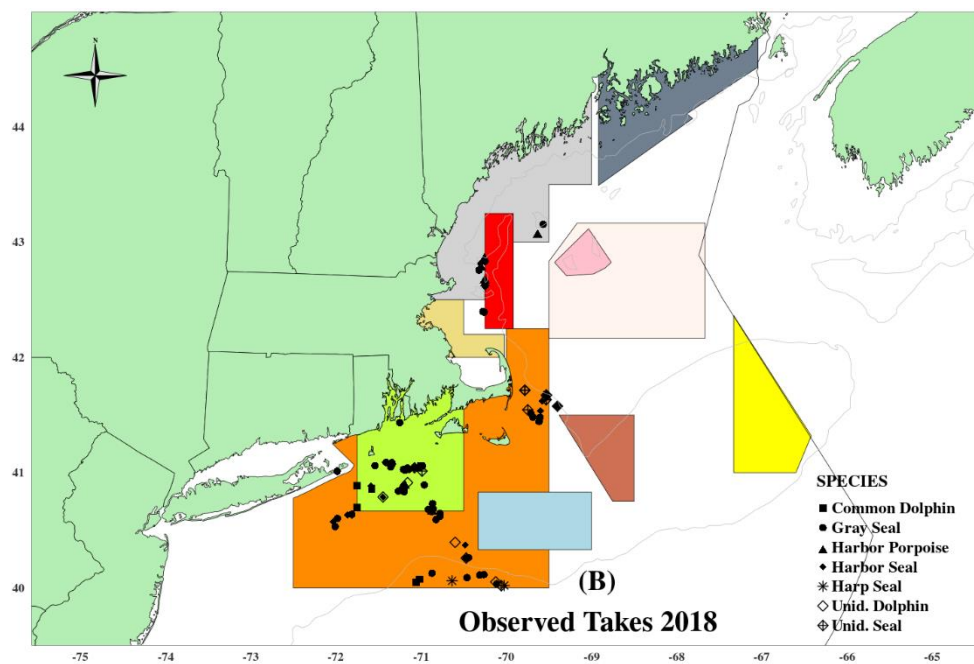 N
44
43
42
41
40
SPECIES
Common Dolphin
Gray Seal
Harbor Porpoise
Harbor Seal
Harp Seal
Unid. Dolphin
Unid. Seal
(B)
Observed Takes 2018
-75 -74 -73 -72 -71 -70 -69 -68 -67 -66